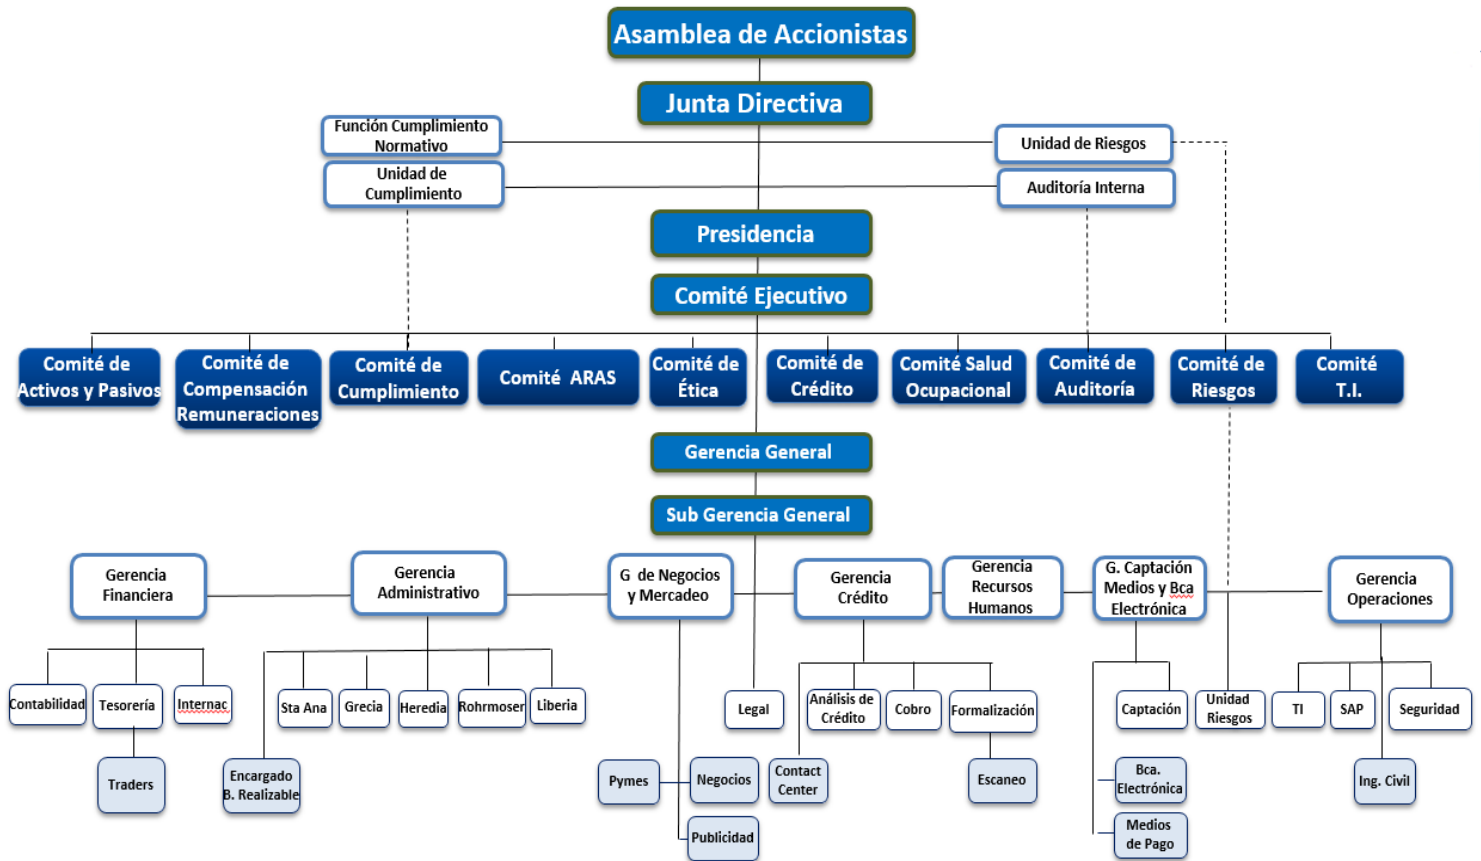 Asamblea de Accionistas
Junta Directiva
Función Cumplimiento
Normativo
Unidad de Riesgos
Unidad de
Cumplimiento
Auditoría Interna
Presidencia
Comité Ejecutivo
Comité de
Activos y Pasivos
Comité de
Compensación
Remuneraciones
Comité de
Cumplimiento
Comité ARAS
Comité de
Ética
Comité de
Crédito
Comité Salud
Ocupacional
Comité de
Auditoría
Comité de
Riesgos
Comité
T.I.
Gerencia General
Sub Gerencia General
Gerencia
Financiera
Gerencia
Administrativo
G de Negocios
y Mercadeo
Gerencia
Crédito
Gerencia
Recursos
Humanos
G. Captación
Medios y Bca
Electrónica
Gerencia
Operaciones
Contabilidad
Tesorería
Internac
Sta Ana
Grecia
Heredia
Rohrmoser
Liberia
Legal
Análisis de
Crédito
Cobro
Formalización
Captación
Unidad
Riesgos
TI
SAP
Seguridad
Traders
Encargado
B. Realizable
Pymes
Negocios
Contact
Center
Escaneo
Bca.
Electrónica
Ing. Civil
Publicidad
Medios
de Pago